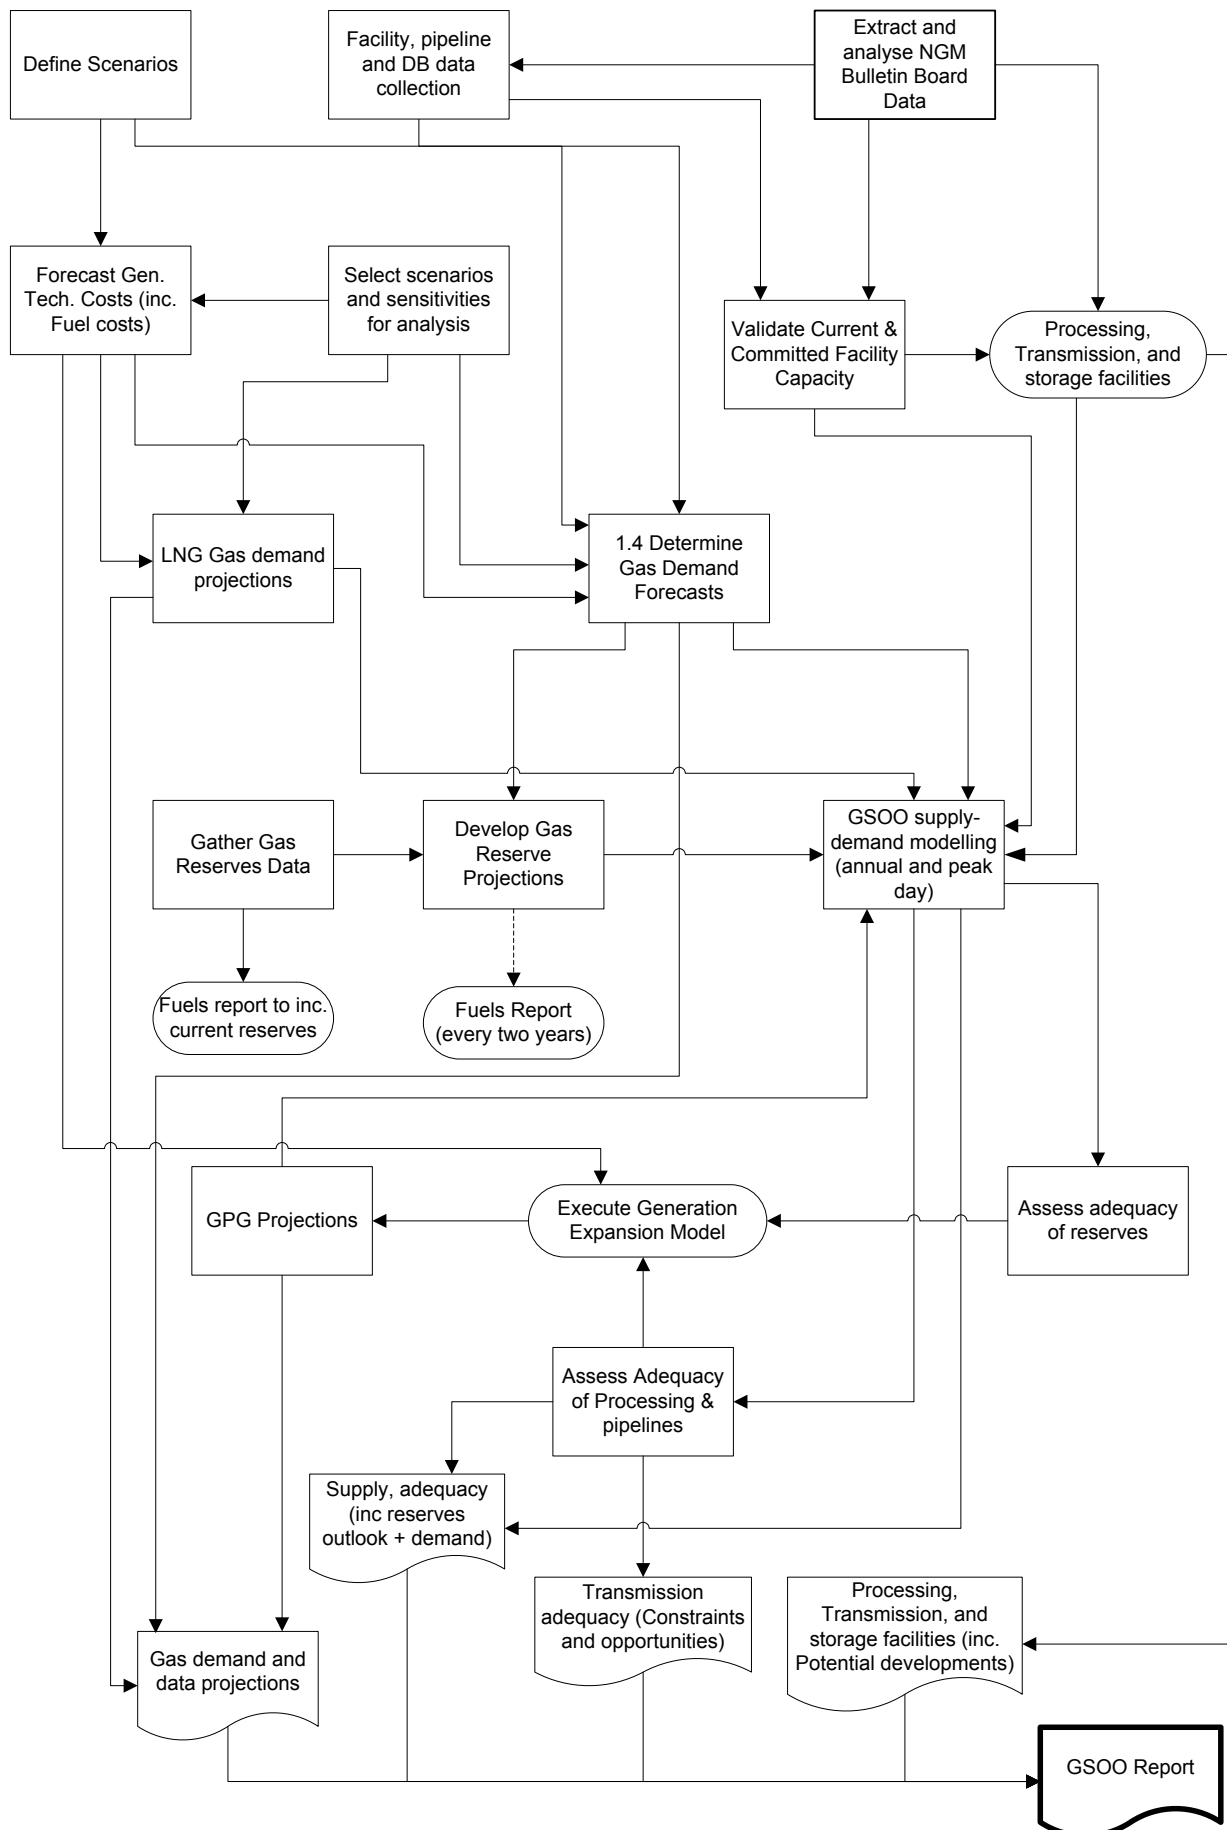 Define Scenarios
Facility, pipeline
and DB data
collection
Extract and
analyse NGM
Bulletin Board
Data
Forecast Gen.
Tech. Costs (inc.
Fuel costs)
Select scenarios
and sensitivities
for analysis
Validate Current &
Committed Facility
Capacity
Processing,
Transmission, and
storage facilities
LNG Gas demand
projections
1.4 Determine
Gas Demand
Forecasts
Gather Gas
Reserves Data
Develop Gas
Reserve
Projections
GSOO supply-
demand modelling
(annual and peak
day)
Fuels report to inc.
current reserves
Fuels Report
(every two years)
GPG Projections
Execute Generation
Expansion Model
Assess adequacy
of reserves
Assess Adequacy
of Processing &
pipelines
Supply, adequacy
(inc reserves
outlook + demand)
Transmission
adequacy (Constraints
and opportunities)
Processing,
Transmission, and
storage facilities (inc.
Potential developments)
Gas demand and
data projections
GSOO Report